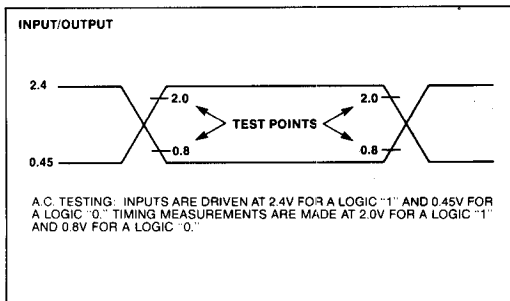 INPUT/OUTPUT
2.4
2.0
2.0
TEST POINTS
0.8
0.8
0.45
A.C. TESTING: INPUTS ARE DRIVEN AT 2.4V FOR A LOGIC "1" AND 0.45V FOR
A LOGIC "0." TIMING MEASUREMENTS ARE MADE AT 2.0V FOR A LOGIC "1"
AND 0.8V FOR A LOGIC "0."